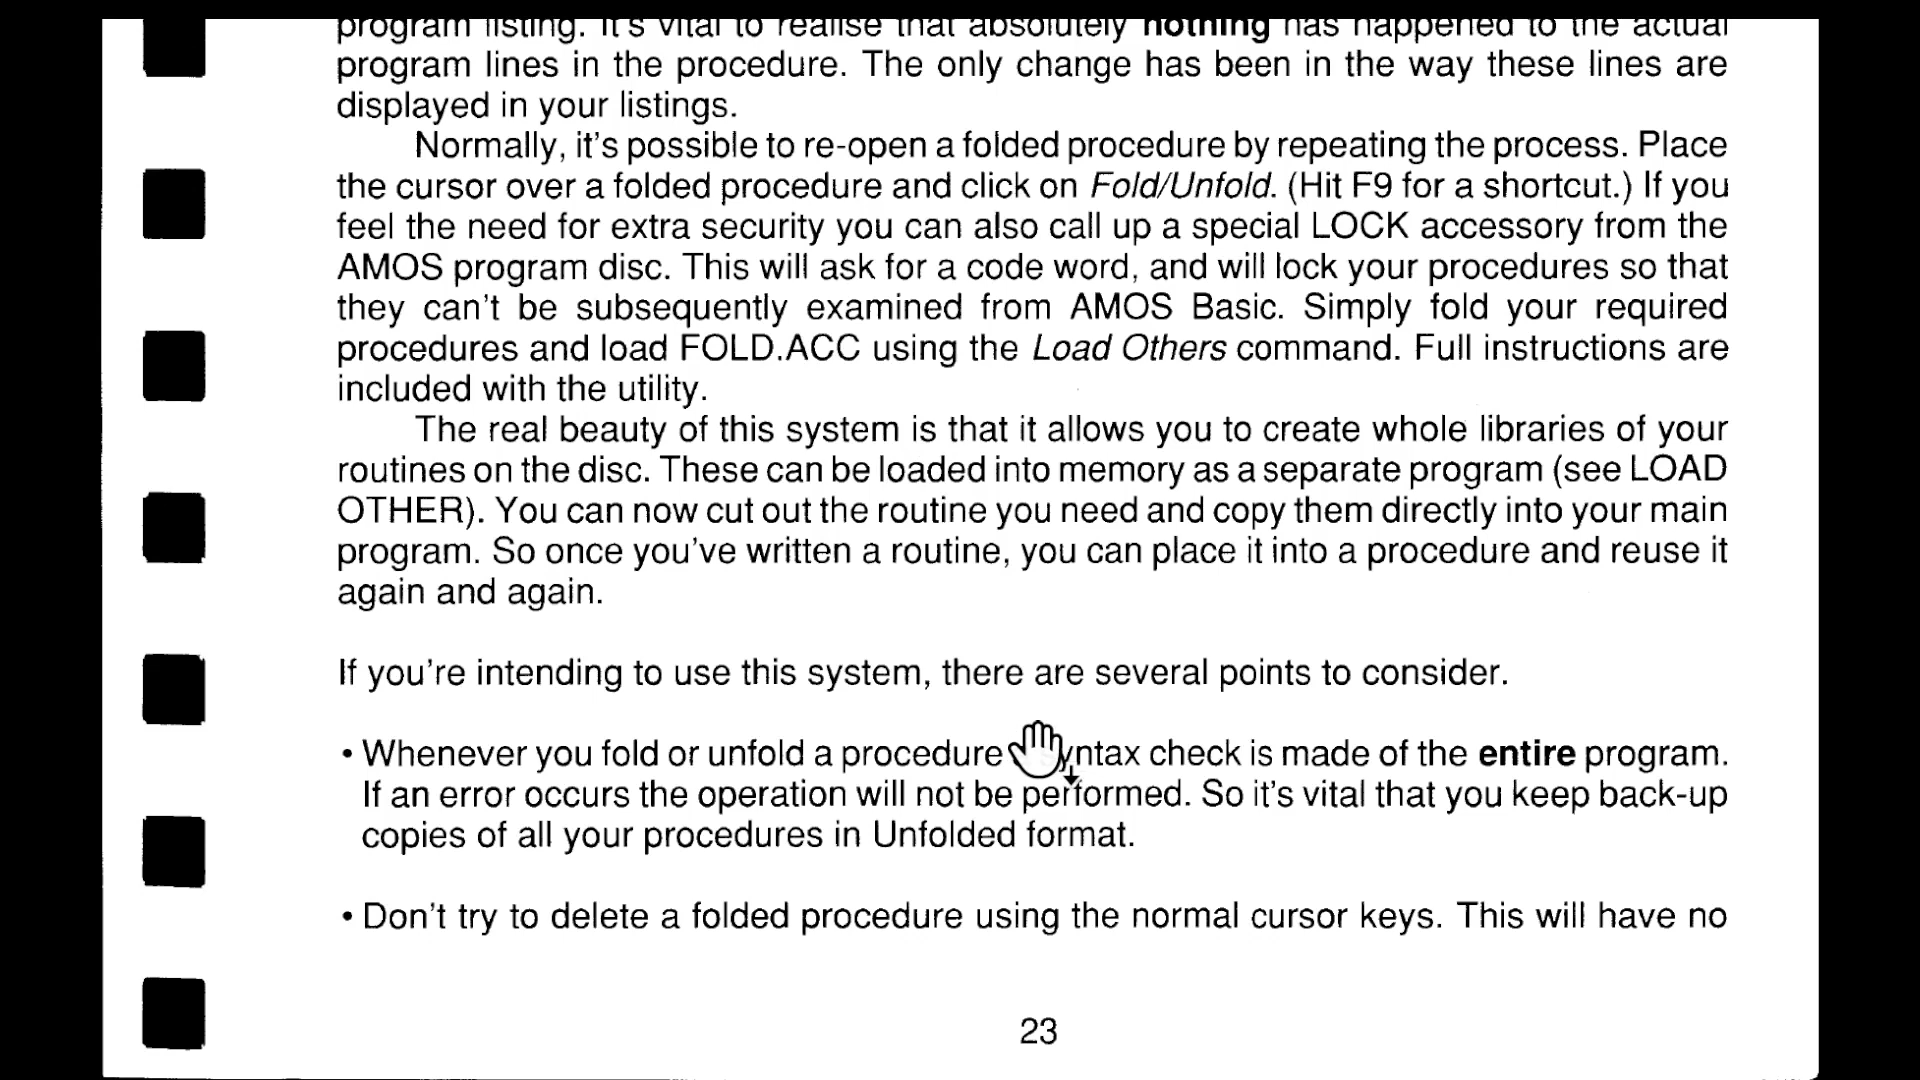 program listing. It's vital to realise that absolutely nothing has happened to the actual
program lines in the procedure. The only change has been in the way these lines are
displayed in your listings.
Normally, it's possible to re-open a folded procedure by repeating the process. Place
the cursor over a folded procedure and click on Fold/Unfold. (Hit F9 for a shortcut.) If you
feel the need for extra security you can also call up a special LOCK accessory from the
AMOS program disc. This will ask for a code word, and will lock your procedures so that
they can't be subsequently examined from AMOS Basic. Simply fold your required
procedures and load FOLD.ACC using the Load Others command. Full instructions are
included with the utility.
The real beauty of this system is that it allows you to create whole libraries of your
routines on the disc. These can be loaded into memory as a separate program (see LOAD
OTHER). You can now cut out the routine you need and copy them directly into your main
program. So once you've written a routine, you can place it into a procedure and reuse it
again and again.
If you're intending to use this system, there are several points to consider.
• Whenever you fold or unfold a procedure syntax check is made of the entire program.
If an error occurs the operation will not be performed. So it's vital that you keep back-up
copies of all your procedures in Unfolded format.
• Don't try to delete a folded procedure using the normal cursor keys. This will have no
23